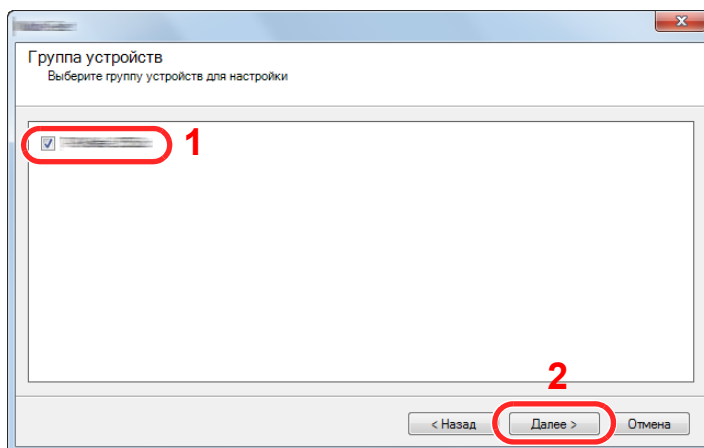 Группа устройств
Выберите группу устройств для настройки
1
2
< Назад
Далее >
Отмена